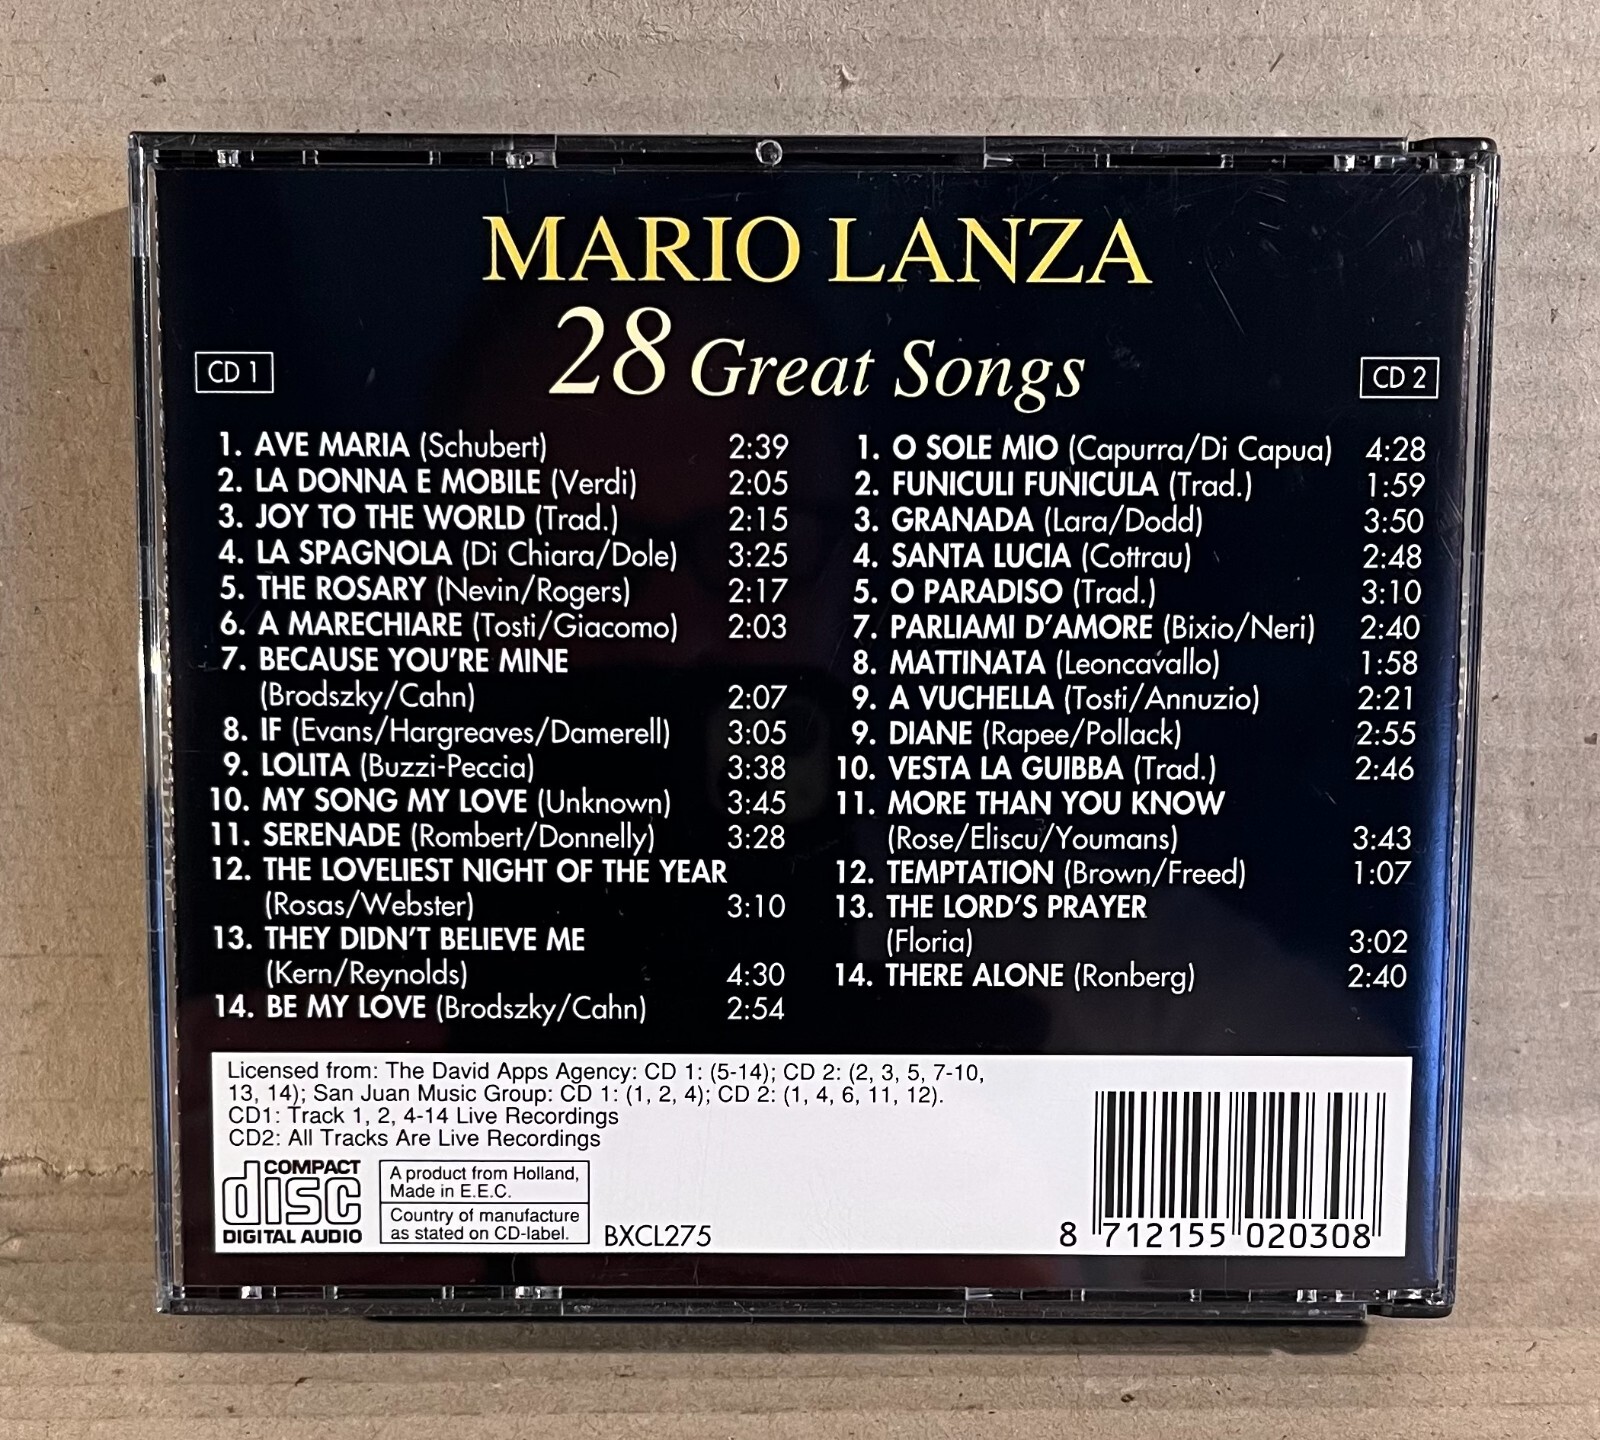 MARIO LANZA
28 Great Songs
CD 1
1. AVE MARIA (Schubert) 2:39
2. LA DONNA E MOBILE (Verdi) 2:05
3. JOY TO THE WORLD (Trad.) 2:15
4. LA SPAGNOLA (Di Chiara/Dole) 3:25
5. THE ROSARY (Nevin/Rogers) 2:17
6. A MARECHIARE (Tosti/Giacomo) 2:03
7. BECAUSE YOU'RE MINE
(Brodszky/Cahn) 2:07
8. IF (Evans/Hargreaves/Damerell) 3:05
9. LOLITA (Buzzi-Peccia) 3:38
10. MY SONG MY LOVE (Unknown) 3:45
11. SERENADE (Rombert/Donnelly) 3:28
12. THE LOVELIEST NIGHT OF THE YEAR
(Rosas/Webster) 3:10
13. THEY DIDN'T BELIEVE ME
(Kern/Reynolds) 4:30
14. BE MY LOVE (Brodszky/Cahn) 2:54
CD 2
1. O SOLE MIO (Capurra/Di Capua) 4:28
2. FUNICULI FUNICULA (Trad.) 1:59
3. GRANADA (Lara/Dodd) 3:50
4. SANTA LUCIA (Cottrau) 2:48
5. O PARADISO (Trad.) 3:10
7. PARLIAMI D'AMORE (Bixio/Neri) 2:40
8. MATTINATA (Leoncavallo) 1:58
9. A VUCHELLA (Tosti/Annuzio) 2:21
9. DIANE (Rapee/Pollack) 2:55
10. VESTA LA GUIBBA (Trad.) 2:46
11. MORE THAN YOU KNOW
(Rose/Eliscu/Youmans) 3:43
12. TEMPTATION (Brown/Freed) 1:07
13. THE LORD'S PRAYER
(Floria) 3:02
14. THERE ALONE (Ronberg) 2:40
Licensed from: The David Apps Agency: CD 1: (5-14); CD 2: (2, 3, 5, 7-10,
13, 14); San Juan Music Group: CD 1: (1, 2, 4); CD 2: (1, 4, 6, 11, 12).
CD1: Track 1, 2, 4-14 Live Recordings
CD2: All Tracks Are Live Recordings
COMPACT
disc
DIGITAL AUDIO
A product from Holland,
Made in E.E.C.
Country of manufacture
as stated on CD-label.
BXCL275
8 712155 020308